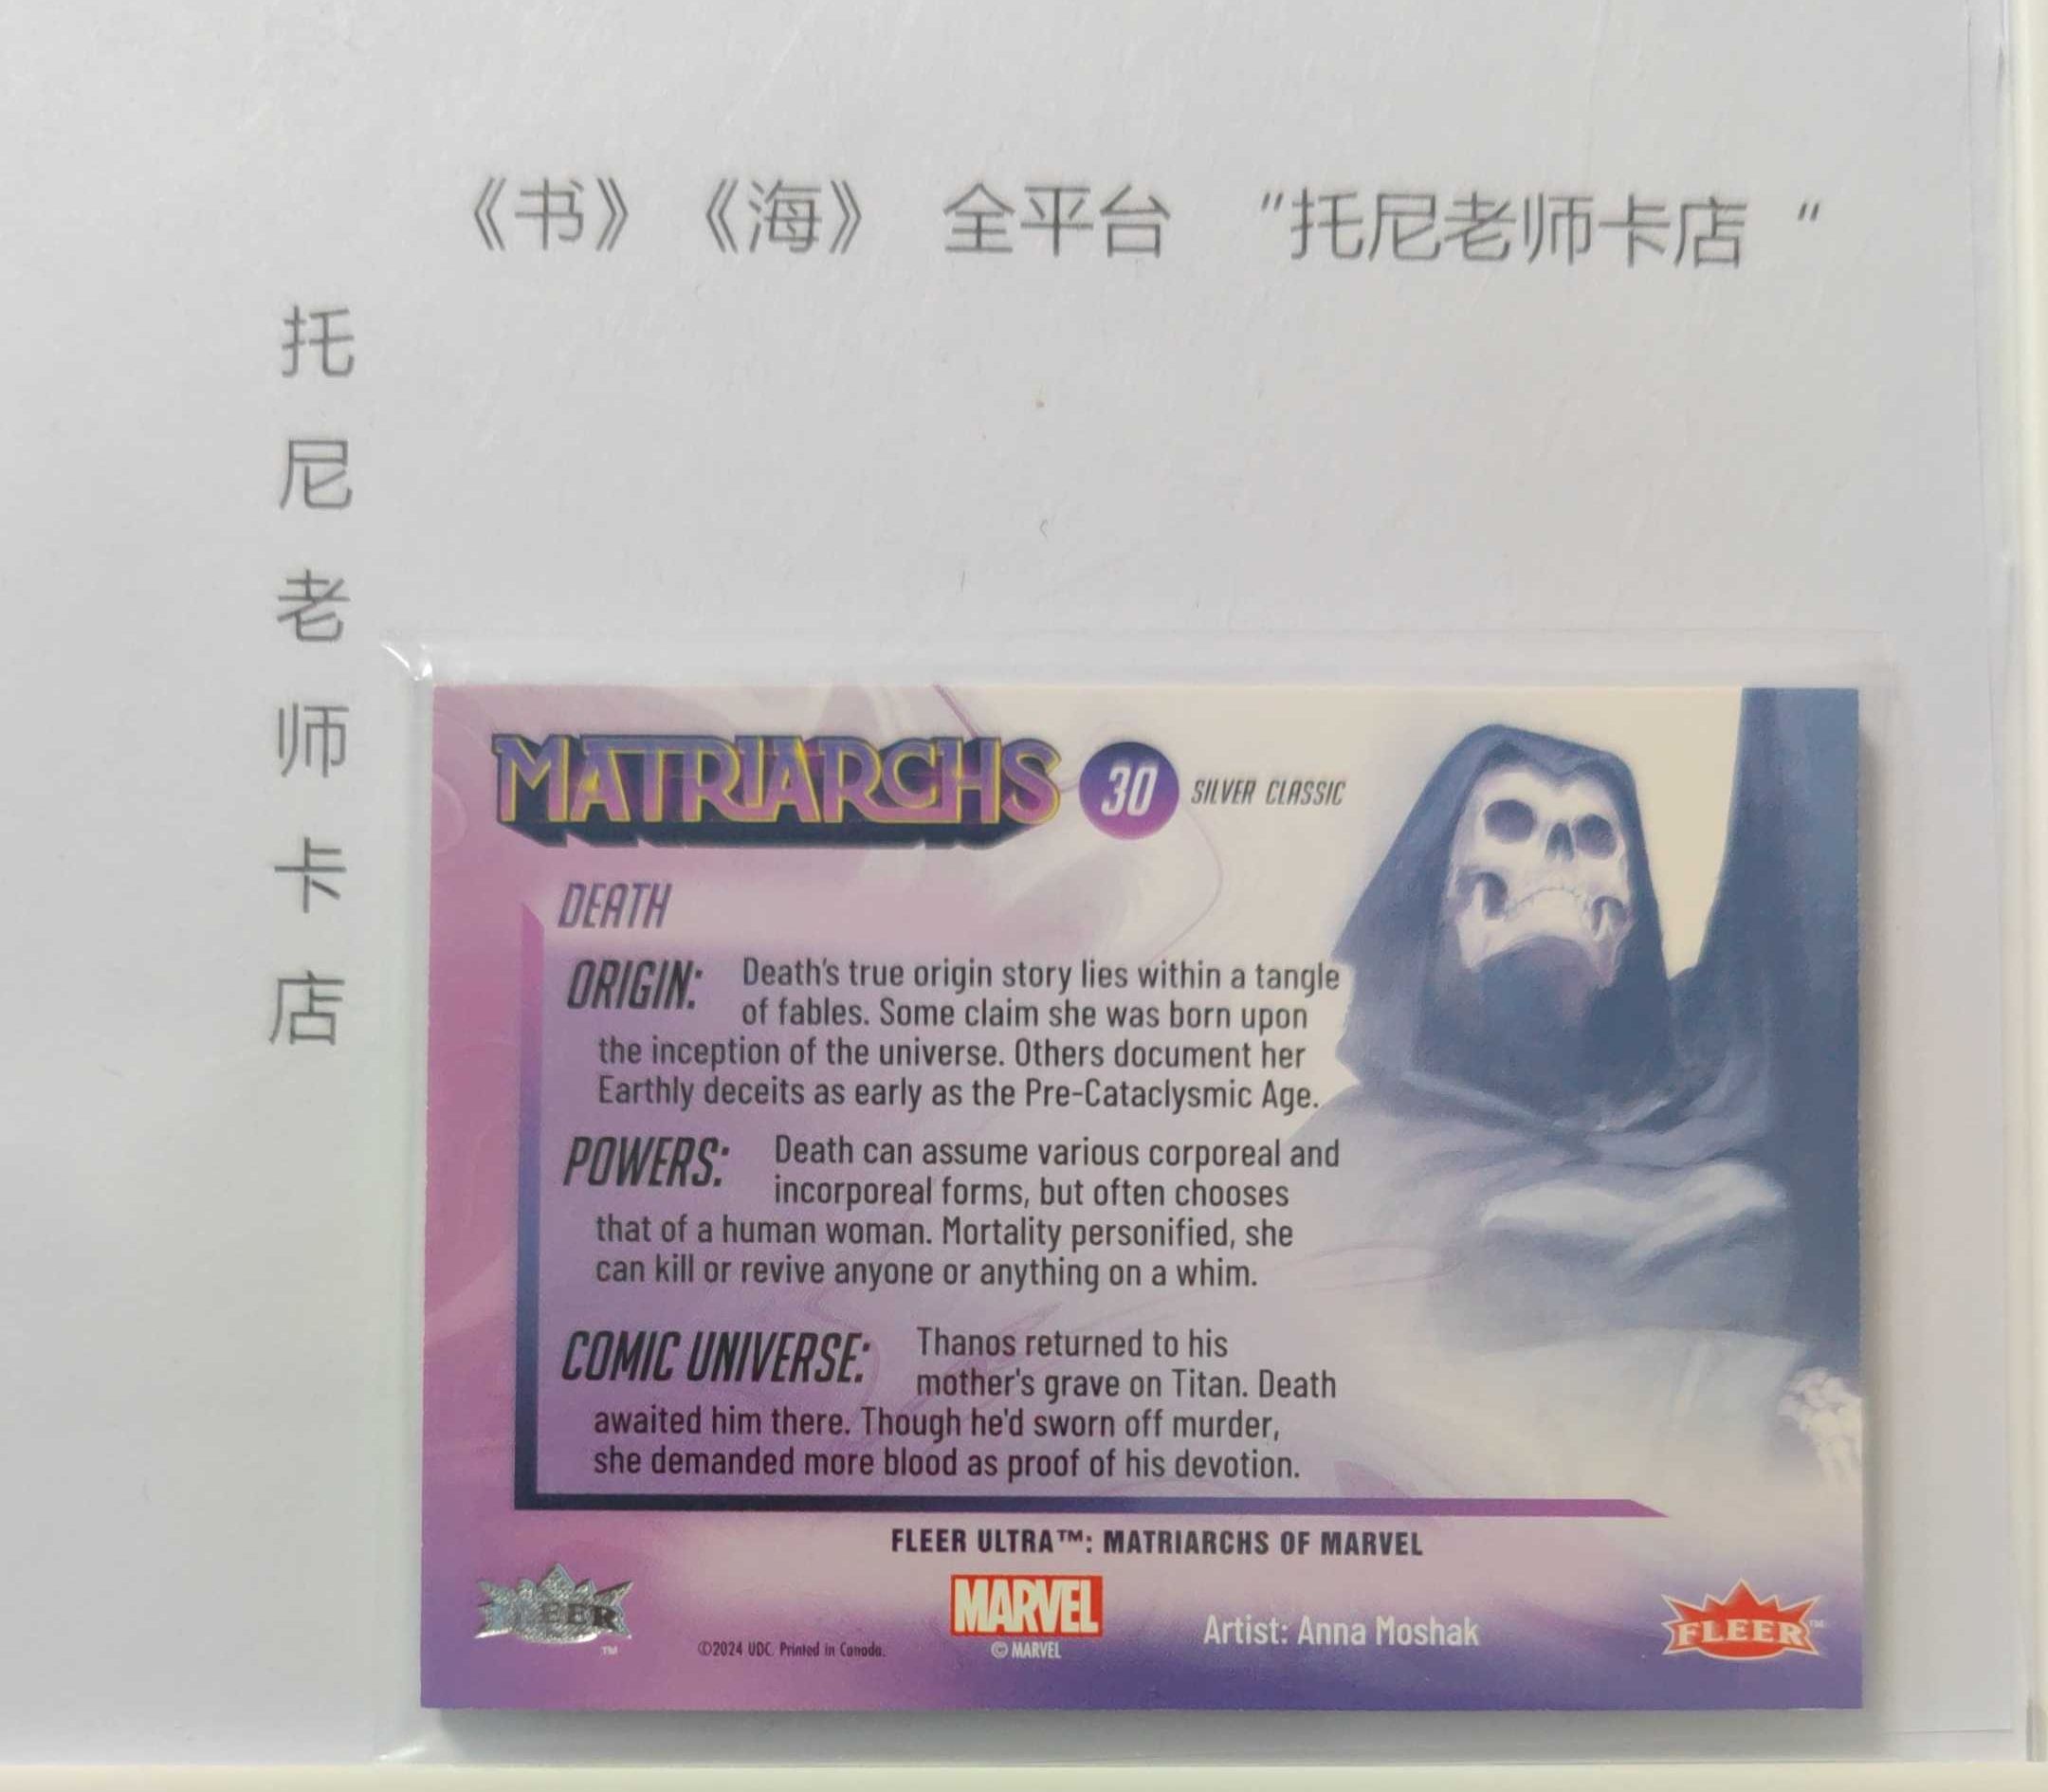 《书》《海》 全平台 "托尼老师卡店"
托
尼
老
师
卡
店
MATRIARCHS 30 SILVER CLASSIC
DEATH
ORIGIN: Death's true origin story lies within a tangle
of fables. Some claim she was born upon
the inception of the universe. Others document her
Earthly deceits as early as the Pre-Cataclysmic Age.
POWERS: Death can assume various corporeal and
incorporeal forms, but often chooses
that of a human woman. Mortality personified, she
can kill or revive anyone or anything on a whim.
COMIC UNIVERSE: Thanos returned to his
mother's grave on Titan. Death
awaited him there. Though he'd sworn off murder,
she demanded more blood as proof of his devotion.
FLEER ULTRA™: MATRIARCHS OF MARVEL
FLEER™
©2024 UDC. Printed in Canada.
MARVEL
© MARVEL
Artist: Anna Moshak
FLEER™